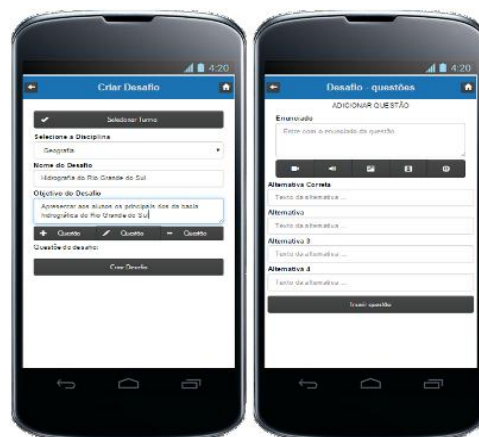 4:20
Criar Desafio
Selecionar Turma
Selecione a Disciplina
Geografia
Nome do Desafio
Hidrografia do Rio Grande do Sul
Objetivo do Desafio
Apresentar aos alunos os principais rios da bacia
hidrográfica do Rio Grande do Sul
Questão Questão Questão
Questõe do desafio:
Criar Desafio
4:20
Desafio - questões
ADICIONAR QUESTÃO
Enunciado
Entre com o enunciado da questão
Alternativa Correta
Texto da alternativa ...
Alternativa
Texto da alternativa ...
Alternativa 3
Texto da alternativa ...
Alternativa 4
Texto da alternativa ...
Inserir questão